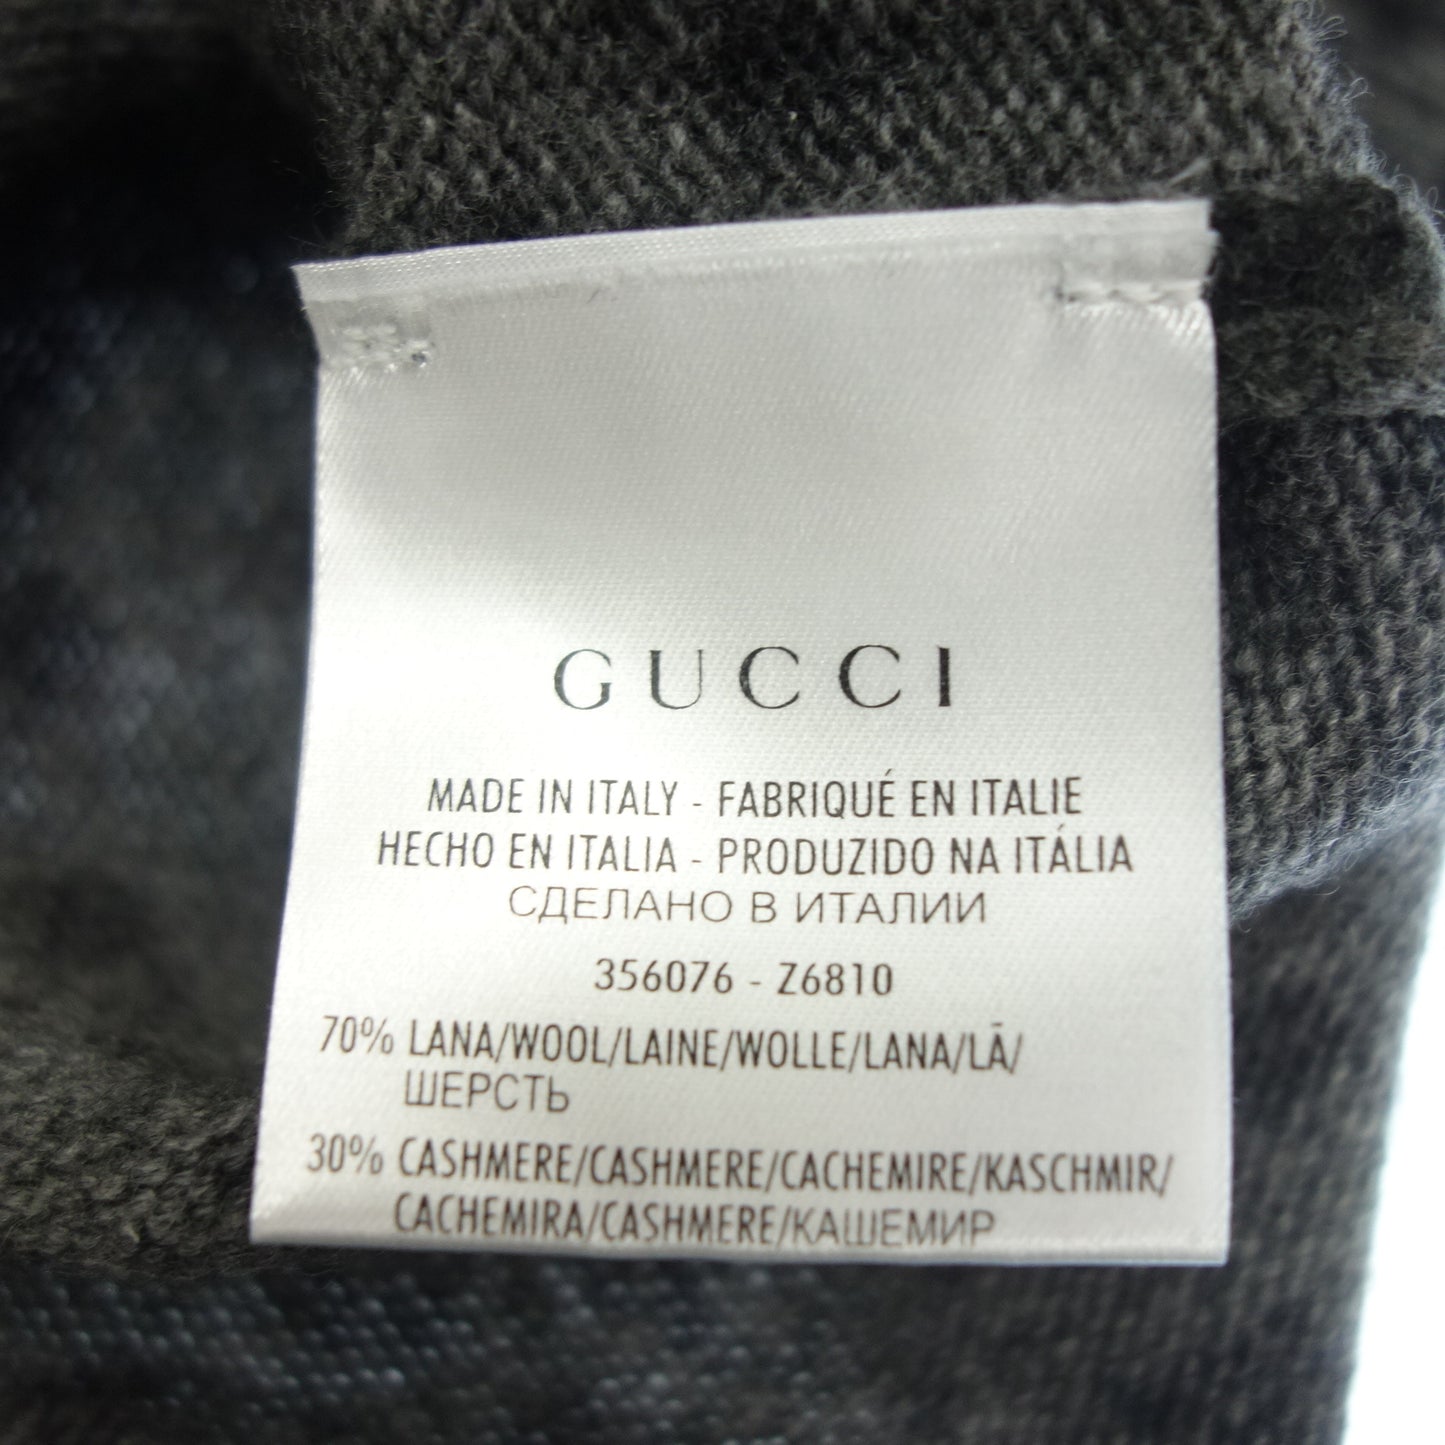 GUCCI
MADE IN ITALY - FABRIQUÉ EN ITALIE
HECHO EN ITALIA - PRODUZIDO NA ITÁLIA
СДЕЛАНО В ИТАЛИИ
356076 - Z6810
70% LANA/WOOL/LAINE/WOLLE/LANA/LÃ/
ШЕРСТЬ
30% CASHMERE/CASHMERE/CACHEMIRE/KASCHMIR/
CACHEMIRA/CASHMERE/КАШЕМИР